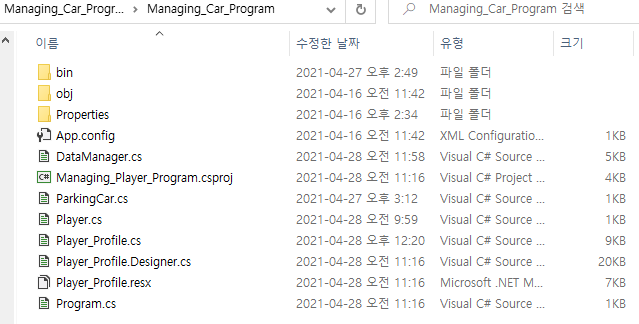 Managing_Car_Progr... > Managing_Car_Program
Managing_Car_Program 검색
이름 수정한 날짜 유형 크기
bin 2021-04-27 오후 2:49 파일 폴더
obj 2021-04-16 오전 11:42 파일 폴더
Properties 2021-04-16 오후 2:34 파일 폴더
App.config 2021-04-16 오전 11:42 XML Configuratio... 1KB
DataManager.cs 2021-04-28 오전 11:58 Visual C# Source ... 5KB
Managing_Player_Program.csproj 2021-04-28 오전 11:16 Visual C# Project ... 4KB
ParkingCar.cs 2021-04-27 오후 3:12 Visual C# Source ... 1KB
Player.cs 2021-04-28 오전 9:59 Visual C# Source ... 1KB
Player_Profile.cs 2021-04-28 오후 12:20 Visual C# Source ... 9KB
Player_Profile.Designer.cs 2021-04-28 오전 11:16 Visual C# Source ... 20KB
Player_Profile.resx 2021-04-28 오전 11:16 Microsoft .NET M... 7KB
Program.cs 2021-04-28 오전 11:16 Visual C# Source ... 1KB